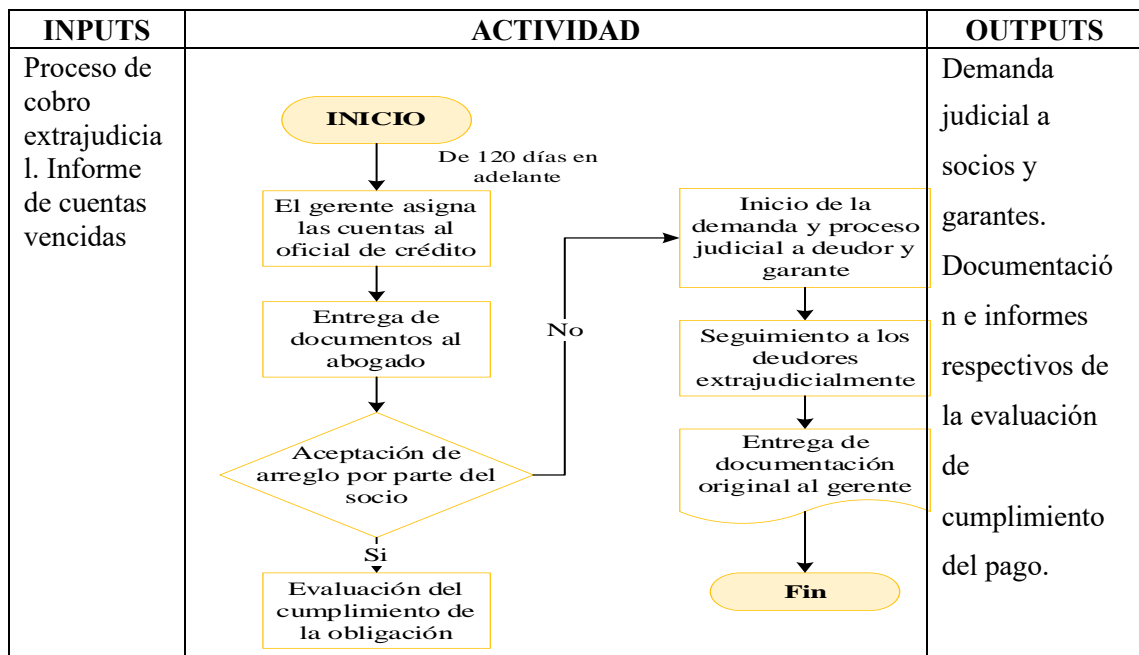 INPUTS
ACTIVIDAD
OUTPUTS
Proceso de
cobro
extrajudicia
l. Informe
de cuentas
vencidas
INICIO
De 120 días en
adelante
El gerente asigna
las cuentas al
oficial de crédito
Entrega de
documentos al
abogado
Aceptación de
arreglo por parte del
socio
Si
Evaluación del
cumplimiento de
la obligación
No
Inicio de la
demanda y proceso
judicial a deudor y
garante
Seguimiento a los
deudores
extrajudicialmente
Entrega de
documentación
original al gerente
Fin
Demanda
judicial a
socios y
garantes.
Documentació
n e informes
respectivos de
la evaluación
de
cumplimiento
del pago.